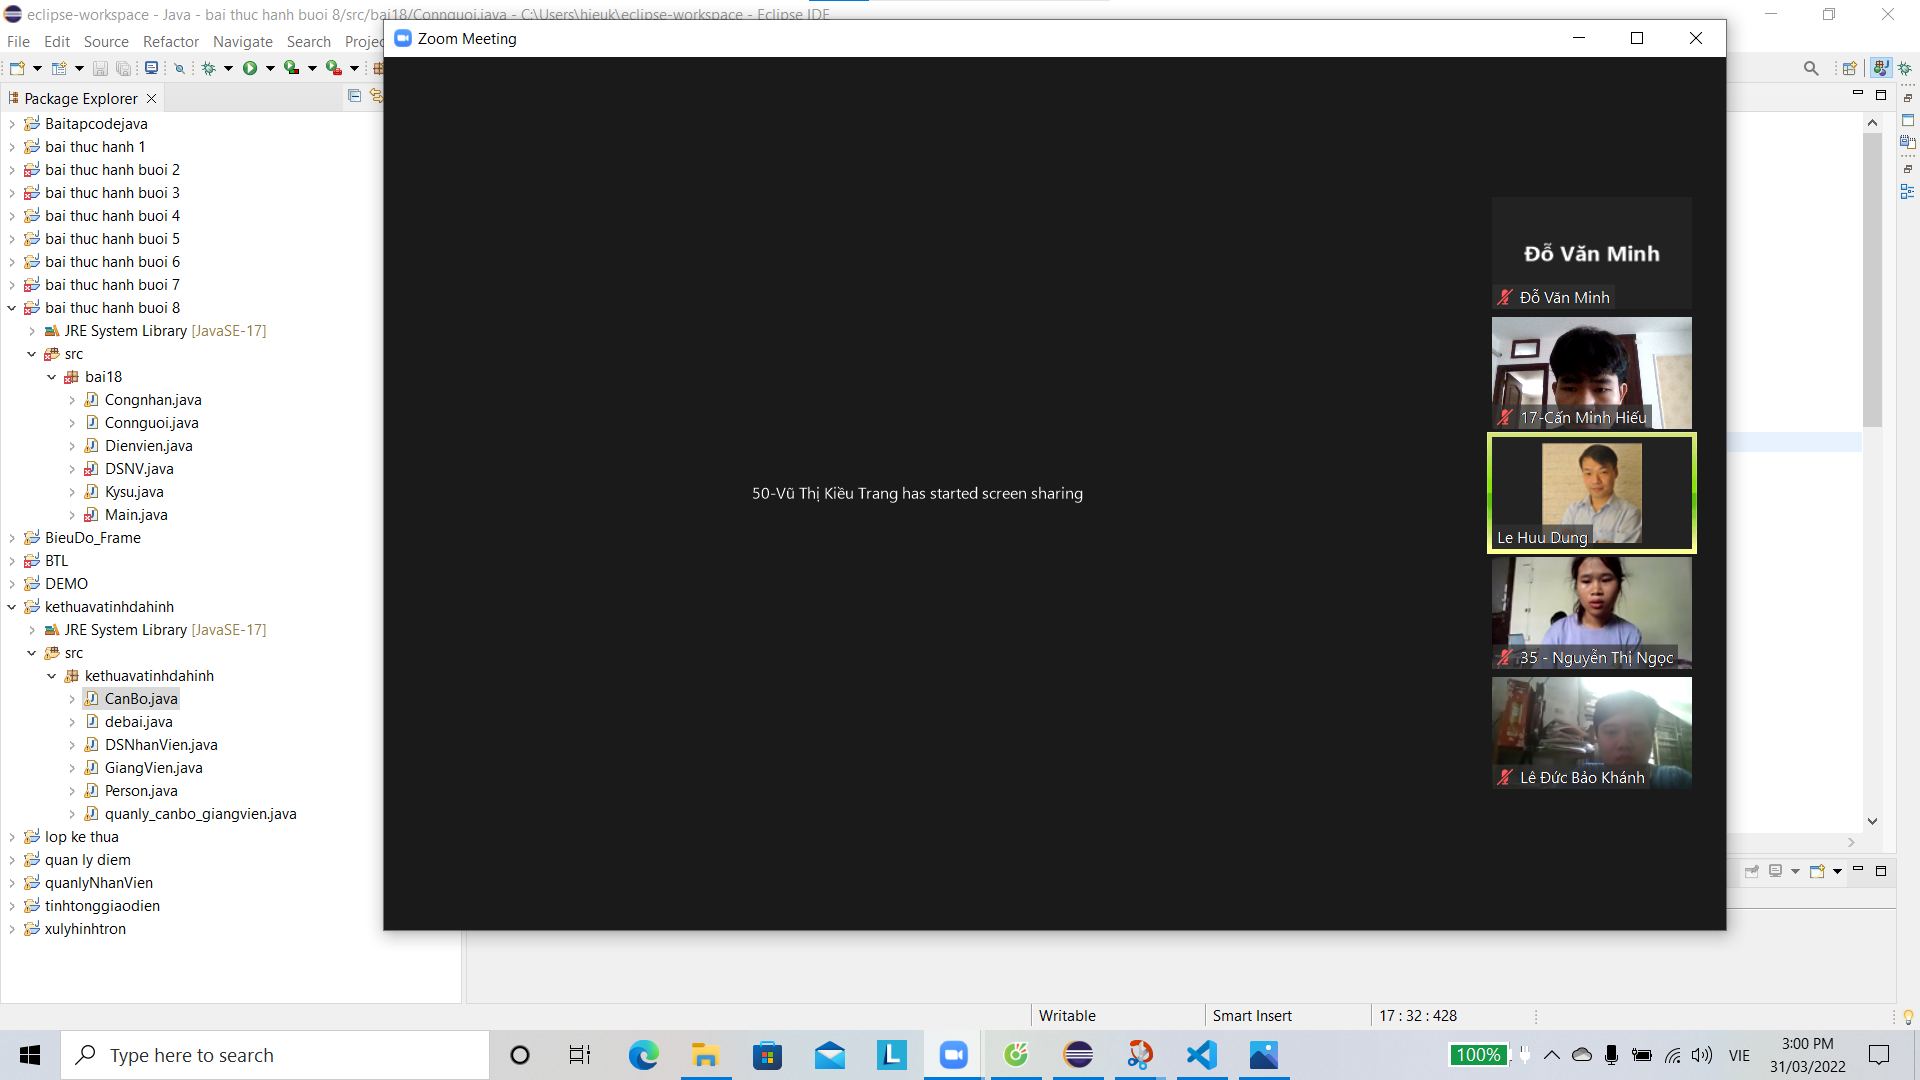 eclipse-workspace - Java - bai thuc hanh buoi 8/src/bai18/Connguoi.java - C:\Users\hieuk\eclipse-workspace - Eclipse IDE
File Edit Source Refactor Navigate Search
Zoom Meeting
Package Explorer
Baitapcodejava
bai thuc hanh 1
bai thuc hanh buoi 2
bai thuc hanh buoi 3
bai thuc hanh buoi 4
bai thuc hanh buoi 5
bai thuc hanh buoi 6
bai thuc hanh buoi 7
bai thuc hanh buoi 8
JRE System Library [JavaSE-17]
src
bai18
Congnhan.java
Connguoi.java
Dienvien.java
DSNV.java
Kysu.java
Main.java
BieuDo_Frame
BTL
DEMO
kethuavatinhdahinh
JRE System Library [JavaSE-17]
src
kethuavatinhdahinh
CanBo.java
debai.java
DSNhanVien.java
GiangVien.java
Person.java
quanly_canbo_giangvien.java
lop ke thua
quan ly diem
quanlyNhanVien
tinhtonggiaodien
xulyhinhtron
50-Vũ Thị Kiều Trang has started screen sharing
Đỗ Văn Minh
Đỗ Văn Minh
17-Cấn Minh Hiếu
Le Huu Dung
35 - Nguyễn Thị Ngọc
Lê Đức Bảo Khánh
Writable
Smart Insert
17 : 32 : 428
Type here to search
100%
VIE
3:00 PM
31/03/2022